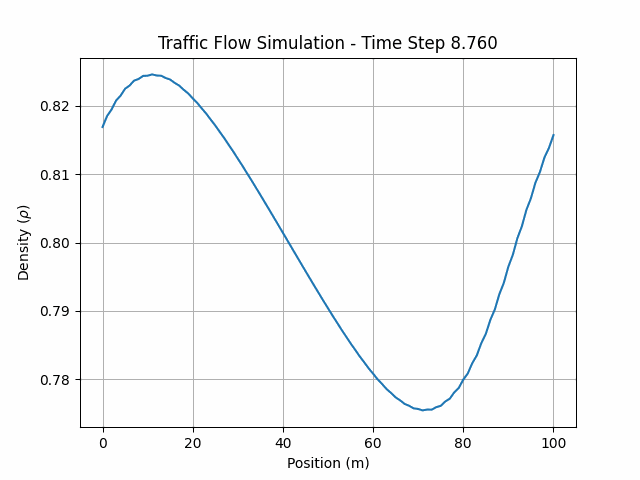 Traffic Flow Simulation - Time Step 8.760
Density (ρ)
0.82
0.81
0.80
0.79
0.78
0 20 40 60 80 100
Position (m)